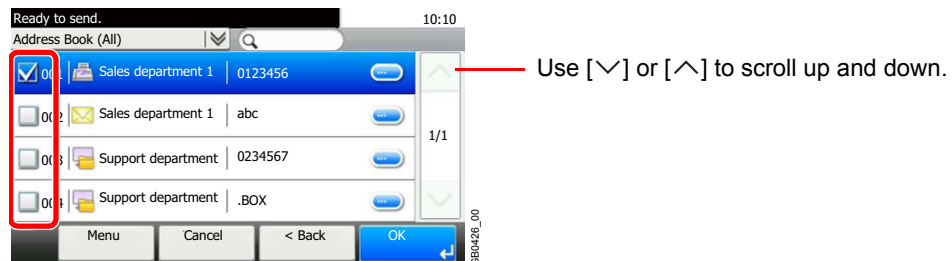 Ready to send. 10:10
Address Book (All)
001 Sales department 1 0123456
Use [∨] or [∧] to scroll up and down.
002 Sales department 1 abc
1/1
003 Support department 0234567
004 Support department .BOX
Menu Cancel < Back OK
GB0426_00